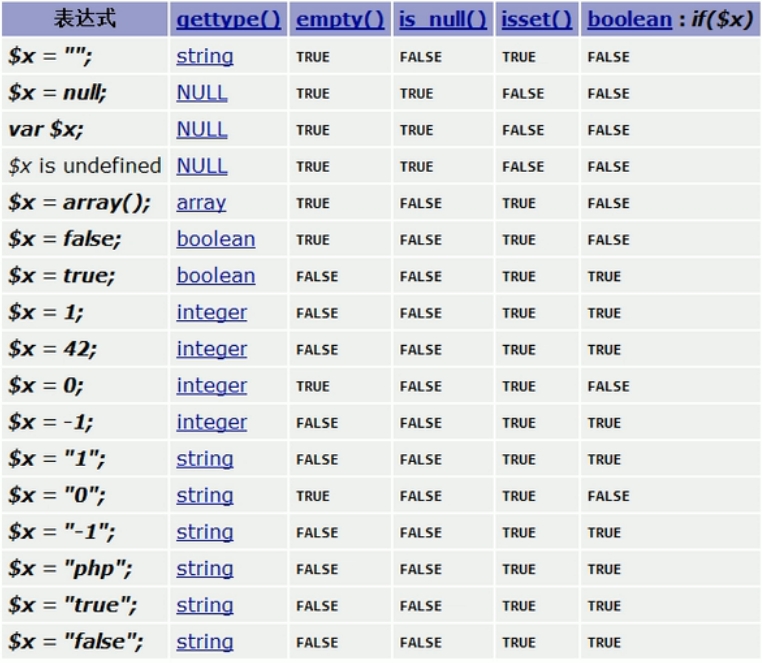 表达式 gettype() empty() is_null() isset() boolean : if($x)
$x = ""; string TRUE FALSE TRUE FALSE
$x = null; NULL TRUE TRUE FALSE FALSE
var $x; NULL TRUE TRUE FALSE FALSE
$x is undefined NULL TRUE TRUE FALSE FALSE
$x = array(); array TRUE FALSE TRUE FALSE
$x = false; boolean TRUE FALSE TRUE FALSE
$x = true; boolean FALSE FALSE TRUE TRUE
$x = 1; integer FALSE FALSE TRUE TRUE
$x = 42; integer FALSE FALSE TRUE TRUE
$x = 0; integer TRUE FALSE TRUE FALSE
$x = -1; integer FALSE FALSE TRUE TRUE
$x = "1"; string FALSE FALSE TRUE TRUE
$x = "0"; string TRUE FALSE TRUE FALSE
$x = "-1"; string FALSE FALSE TRUE TRUE
$x = "php"; string FALSE FALSE TRUE TRUE
$x = "true"; string FALSE FALSE TRUE TRUE
$x = "false"; string FALSE FALSE TRUE TRUE